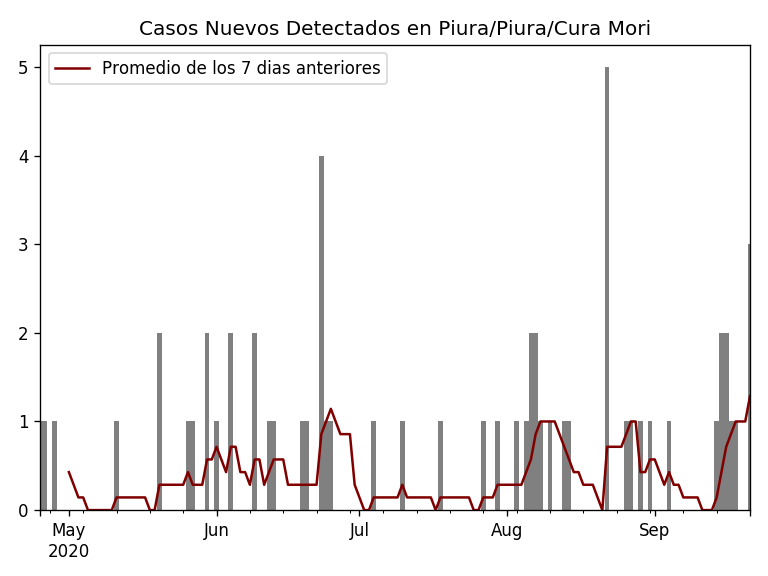 Casos Nuevos Detectados en Piura/Piura/Cura Mori
Promedio de los 7 dias anteriores
5
4
3
2
1
0
May Jun Jul Aug Sep
2020